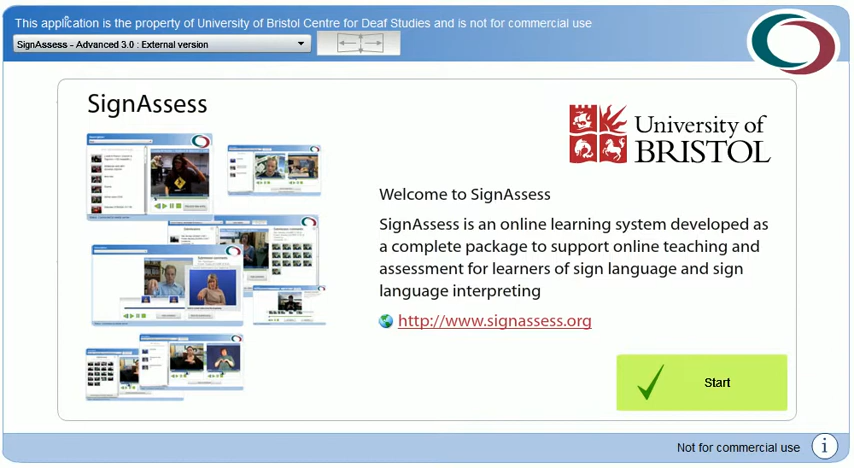 This application is the property of University of Bristol Centre for Deaf Studies and is not for commercial use
SignAssess - Advanced 3.0 : External version
SignAssess
University of
BRISTOL
Welcome to SignAssess
SignAssess is an online learning system developed as
a complete package to support online teaching and
assessment for learners of sign language and sign
language interpreting
http://www.signassess.org
Start
Not for commercial use
i